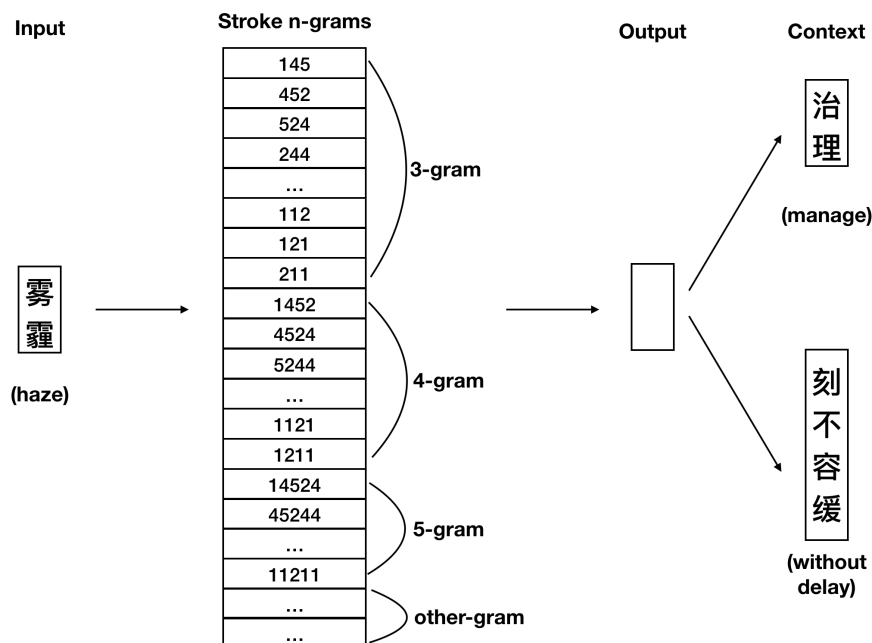 Input
Stroke n-grams
Output
Context
145
452
524
244
...
112
121
211
3-gram
1452
4524
5244
...
1121
1211
4-gram
14524
45244
...
11211
5-gram
...
...
other-gram
雾
霾
(haze)
治
理
(manage)
刻
不
容
缓
(without
delay)